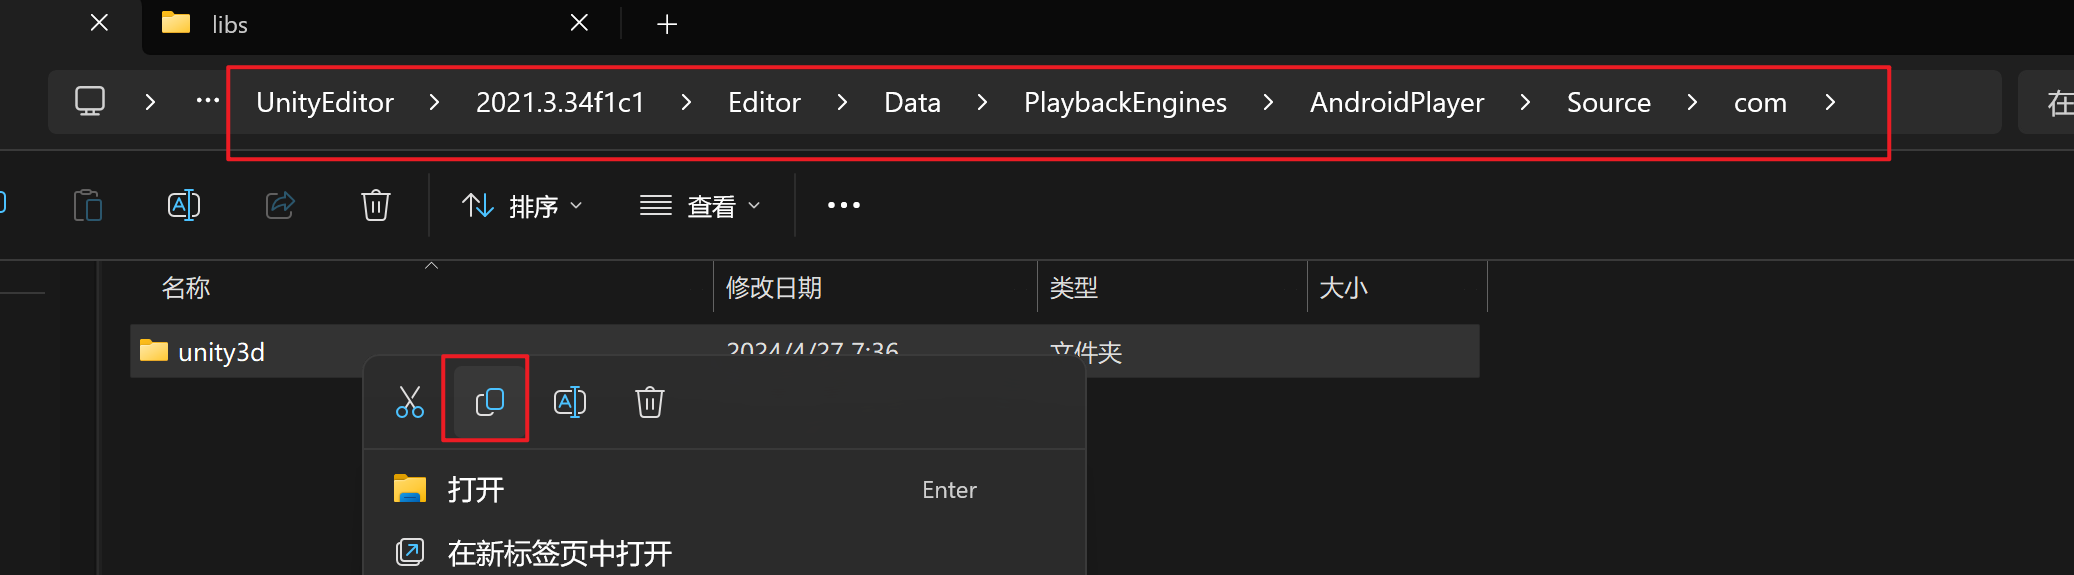 libs
UnityEditor 2021.3.34f1c1 Editor Data PlaybackEngines AndroidPlayer Source com 在
排序 查看
名称 修改日期 类型 大小
unity3d 2024/4/27 7:36 文件夹
打开 Enter
在新标签页中打开